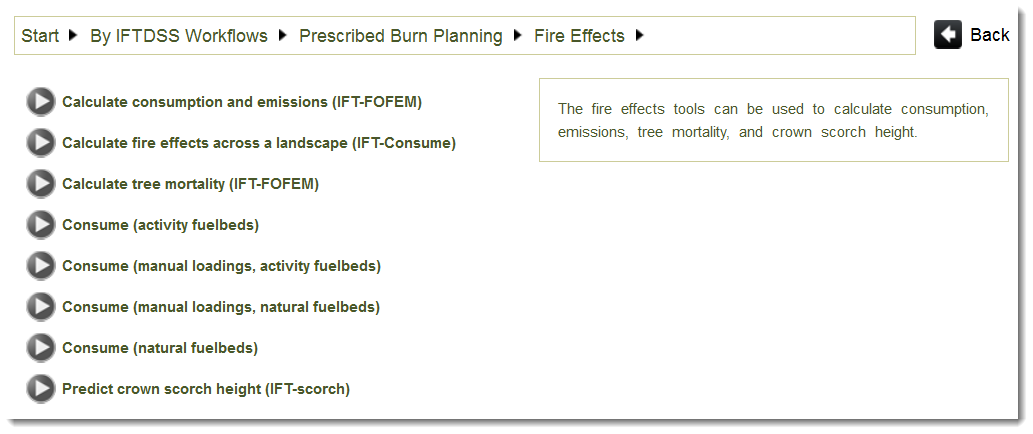 Start By IFTDSS Workflows Prescribed Burn Planning Fire Effects
Back
Calculate consumption and emissions (IFT-FOFEM)
Calculate fire effects across a landscape (IFT-Consume)
Calculate tree mortality (IFT-FOFEM)
Consume (activity fuelbeds)
Consume (manual loadings, activity fuelbeds)
Consume (manual loadings, natural fuelbeds)
Consume (natural fuelbeds)
Predict crown scorch height (IFT-scorch)
The fire effects tools can be used to calculate consumption,
emissions, tree mortality, and crown scorch height.